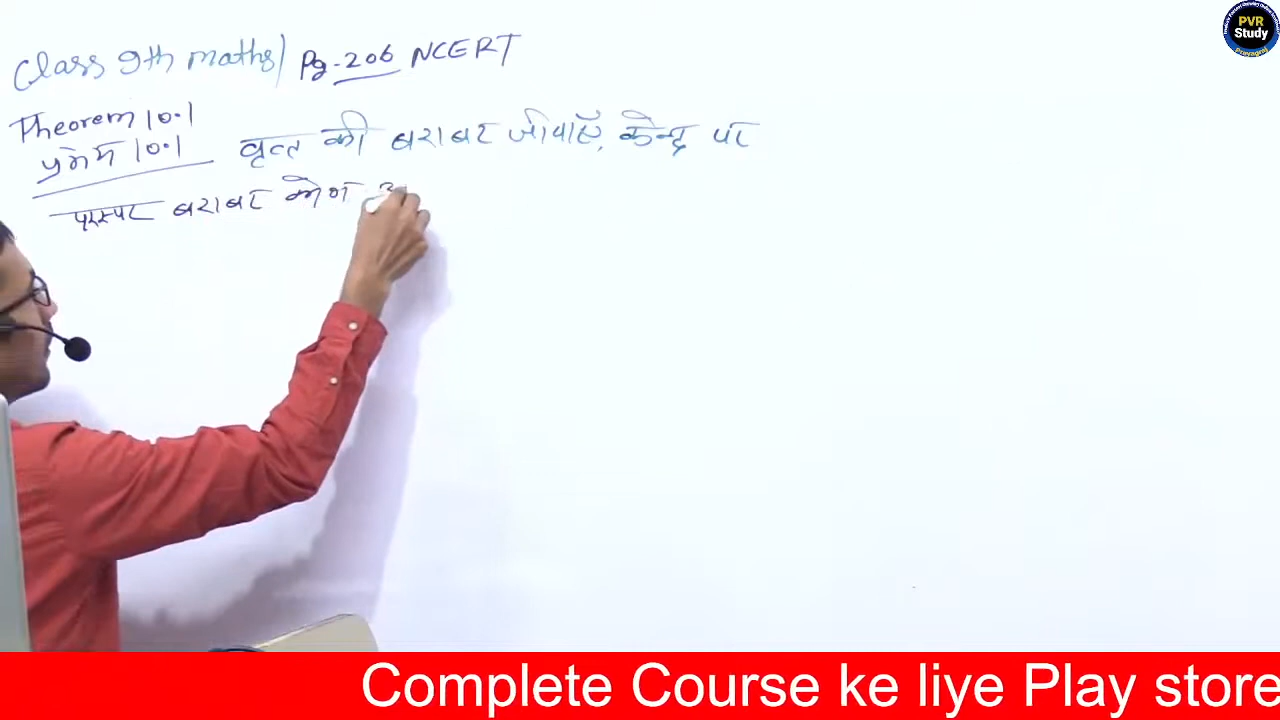 Class 9th maths/ Pg-206 NCERT
Theorem 10.1
प्रमेय 10.1
वृत्त की बराबर जीवाएँ, केन्द्र पर
परस्पर बराबर कोण
PVR
Study
Prayagraj
Complete Course ke liye Play store